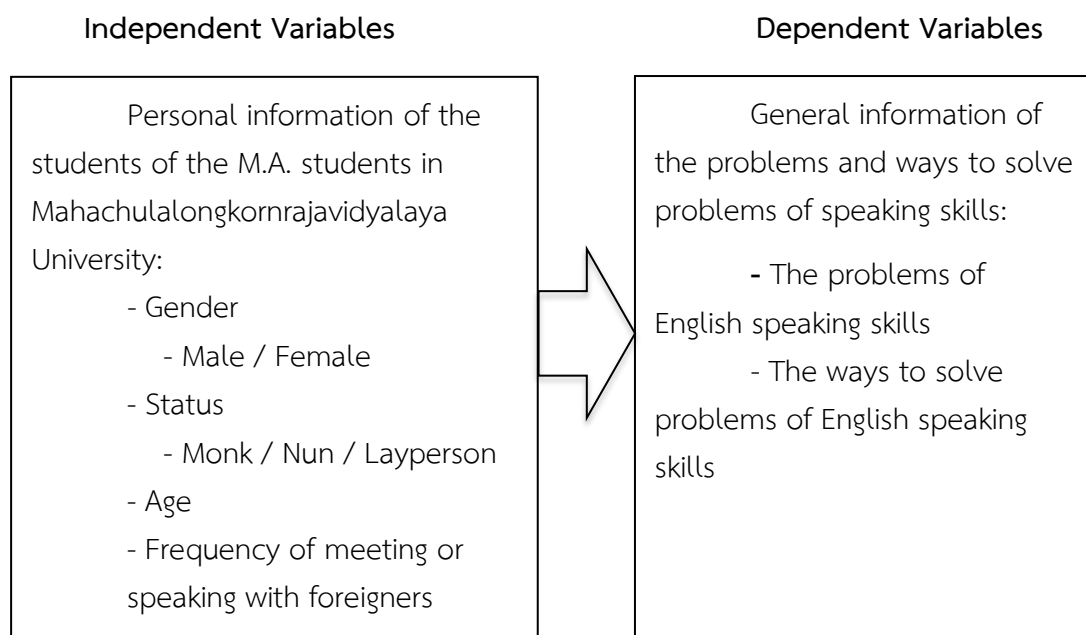 Independent Variables
Personal information of the
students of the M.A. students in
Mahachulalongkornrajavidyalaya
University:
- Gender
- Male / Female
- Status
- Monk / Nun / Layperson
- Age
- Frequency of meeting or
speaking with foreigners
Dependent Variables
General information of
the problems and ways to solve
problems of speaking skills:
- The problems of
English speaking skills
- The ways to solve
problems of English speaking
skills